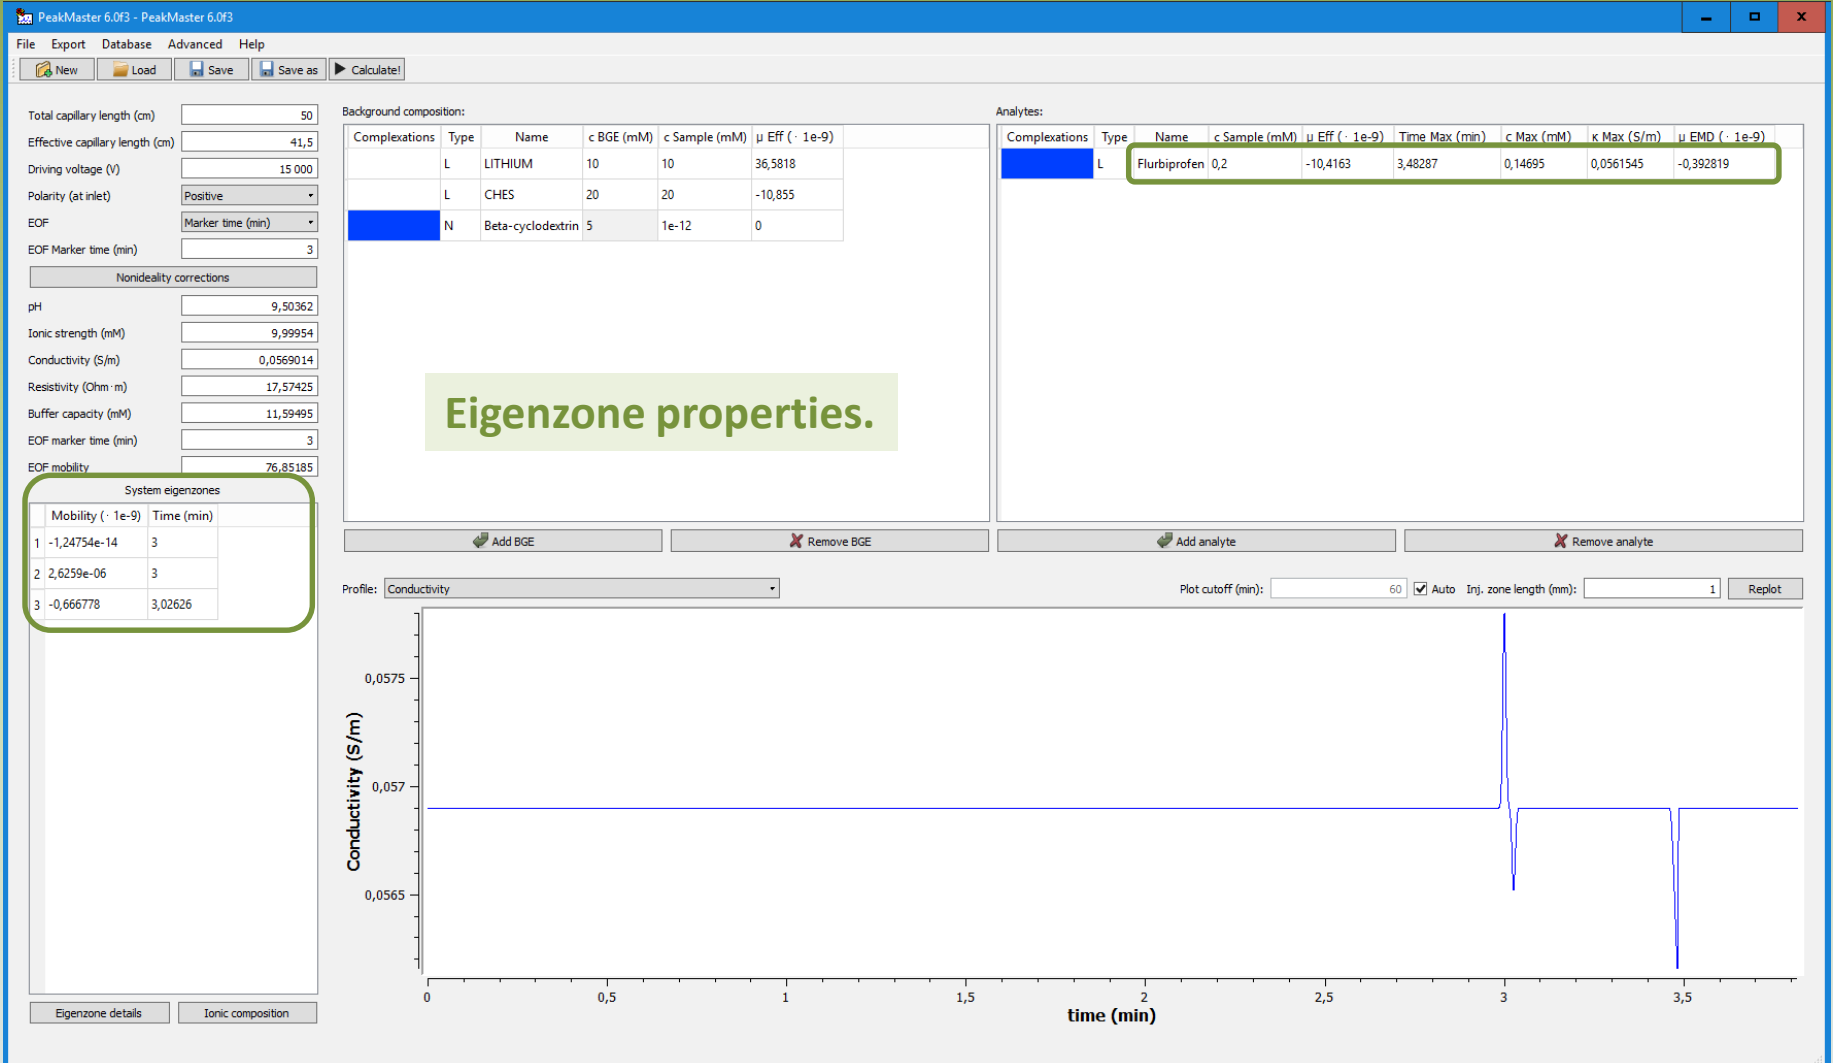 PeakMaster 6.0f3 - PeakMaster 6.0f3
File Export Database Advanced Help
New Load Save Save as Calculate!
Total capillary length (cm) 50
Effective capillary length (cm) 41,5
Driving voltage (V) 15 000
Polarity (at inlet) Positive
EOF Marker time (min)
EOF Marker time (min) 3
Nonideality corrections
pH 9,50362
Ionic strength (mM) 9,99954
Conductivity (S/m) 0,0569014
Resistivity (Ohm·m) 17,57425
Buffer capacity (mM) 11,59495
EOF marker time (min) 3
EOF mobility 76,85185
System eigenzones
Mobility (· 1e-9) Time (min)
1 -1,24754e-14 3
2 2,6259e-06 3
3 -0,666778 3,02626
Eigenzone details Ionic composition
Background composition:
Complexations Type Name c BGE (mM) c Sample (mM) μ Eff (· 1e-9)
L LITHIUM 10 10 36,5818
L CHES 20 20 -10,855
N Beta-cyclodextrin 5 1e-12 0
Eigenzone properties.
Add BGE Remove BGE
Analytes:
Complexations Type Name c Sample (mM) μ Eff (· 1e-9) Time Max (min) c Max (mM) κ Max (S/m) μ EMD (· 1e-9)
L Flurbiprofen 0,2 -10,4163 3,48287 0,14695 0,0561545 -0,392819
Add analyte Remove analyte
Profile: Conductivity Plot cutoff (min): 60 Auto Inj. zone length (mm): 1 Replot
Conductivity (S/m)
0,0575
0,057
0,0565
0 0,5 1 1,5 2 2,5 3 3,5
time (min)